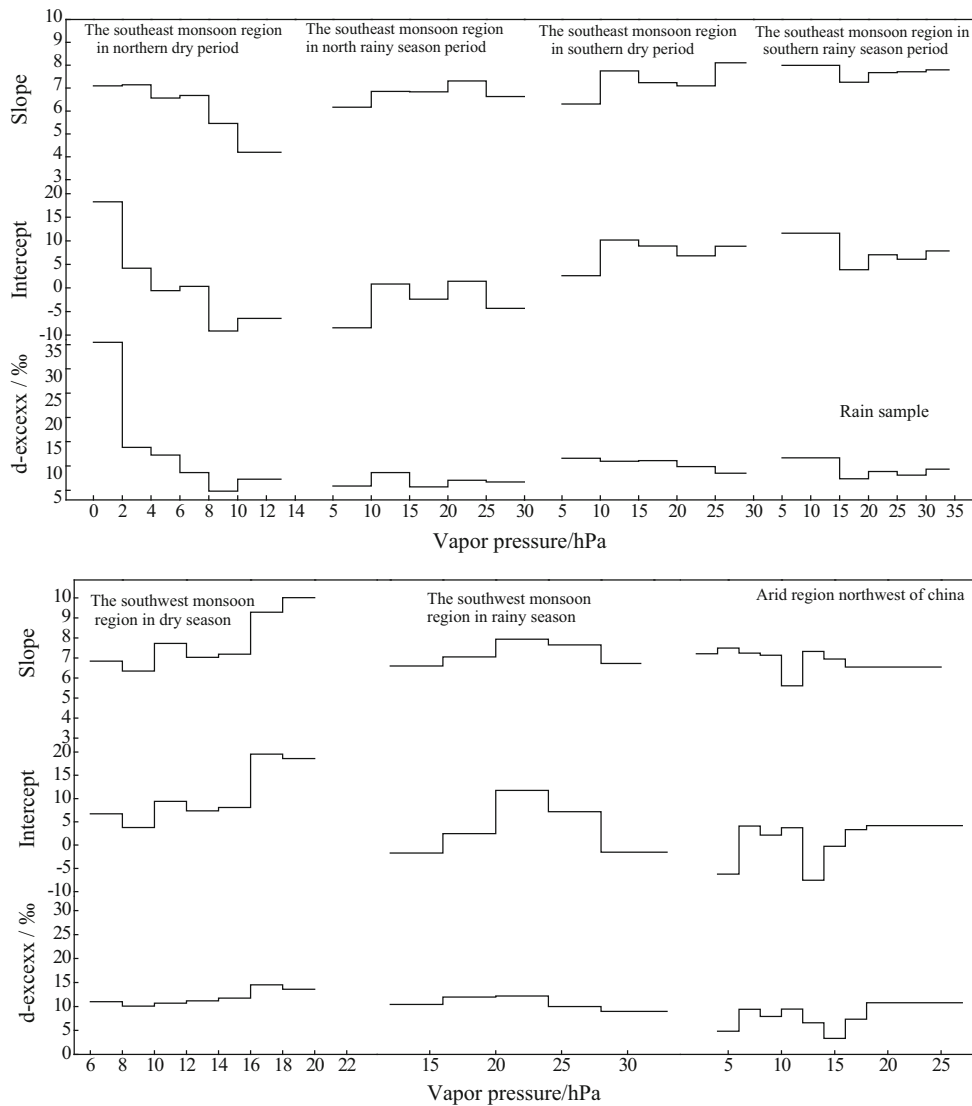 The southeast monsoon region
in northern dry period
The southeast monsoon region
in north rainy season period
The southeast monsoon region
in southern dry period
The southeast monsoon region in
southern rainy season period
Slope
10
9
8
7
6
5
4
3
Intercept
20
15
10
5
0
-5
-10
d-excexx / ‰
35
30
25
20
15
10
5
Rain sample
0 2 4 6 8 10 12 14 5 10 15 20 25 30 5 10 15 20 25 30 5 10 15 20 25 30 35
Vapor pressure/hPa
The southwest monsoon
region in dry season
The southwest monsoon
region in rainy season
Arid region northwest of china
Slope
10
9
8
7
6
5
4
3
Intercept
20
15
10
5
0
-5
-10
d-excexx / ‰
30
25
20
15
10
5
0
6 8 10 12 14 16 18 20 22 15 20 25 30 5 10 15 20 25
Vapor pressure/hPa